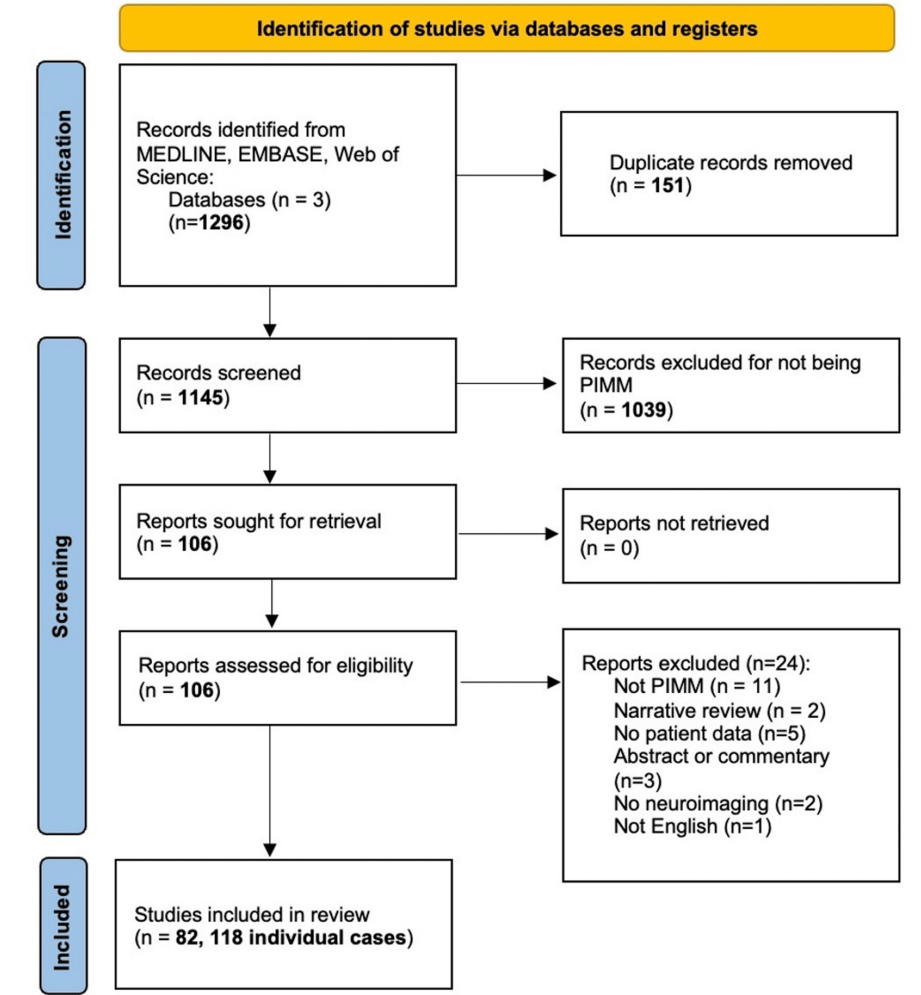 Identification of studies via databases and registers
Identification
Records identified from
MEDLINE, EMBASE, Web of
Science:
Databases (n = 3)
(n=1296)
Duplicate records removed
(n = 151)
Screening
Records screened
(n = 1145)
Records excluded for not being
PIMM
(n = 1039)
Reports sought for retrieval
(n = 106)
Reports not retrieved
(n = 0)
Reports assessed for eligibility
(n = 106)
Reports excluded (n=24):
Not PIMM (n = 11)
Narrative review (n = 2)
No patient data (n=5)
Abstract or commentary
(n=3)
No neuroimaging (n=2)
Not English (n=1)
Included
Studies included in review
(n = 82, 118 individual cases)